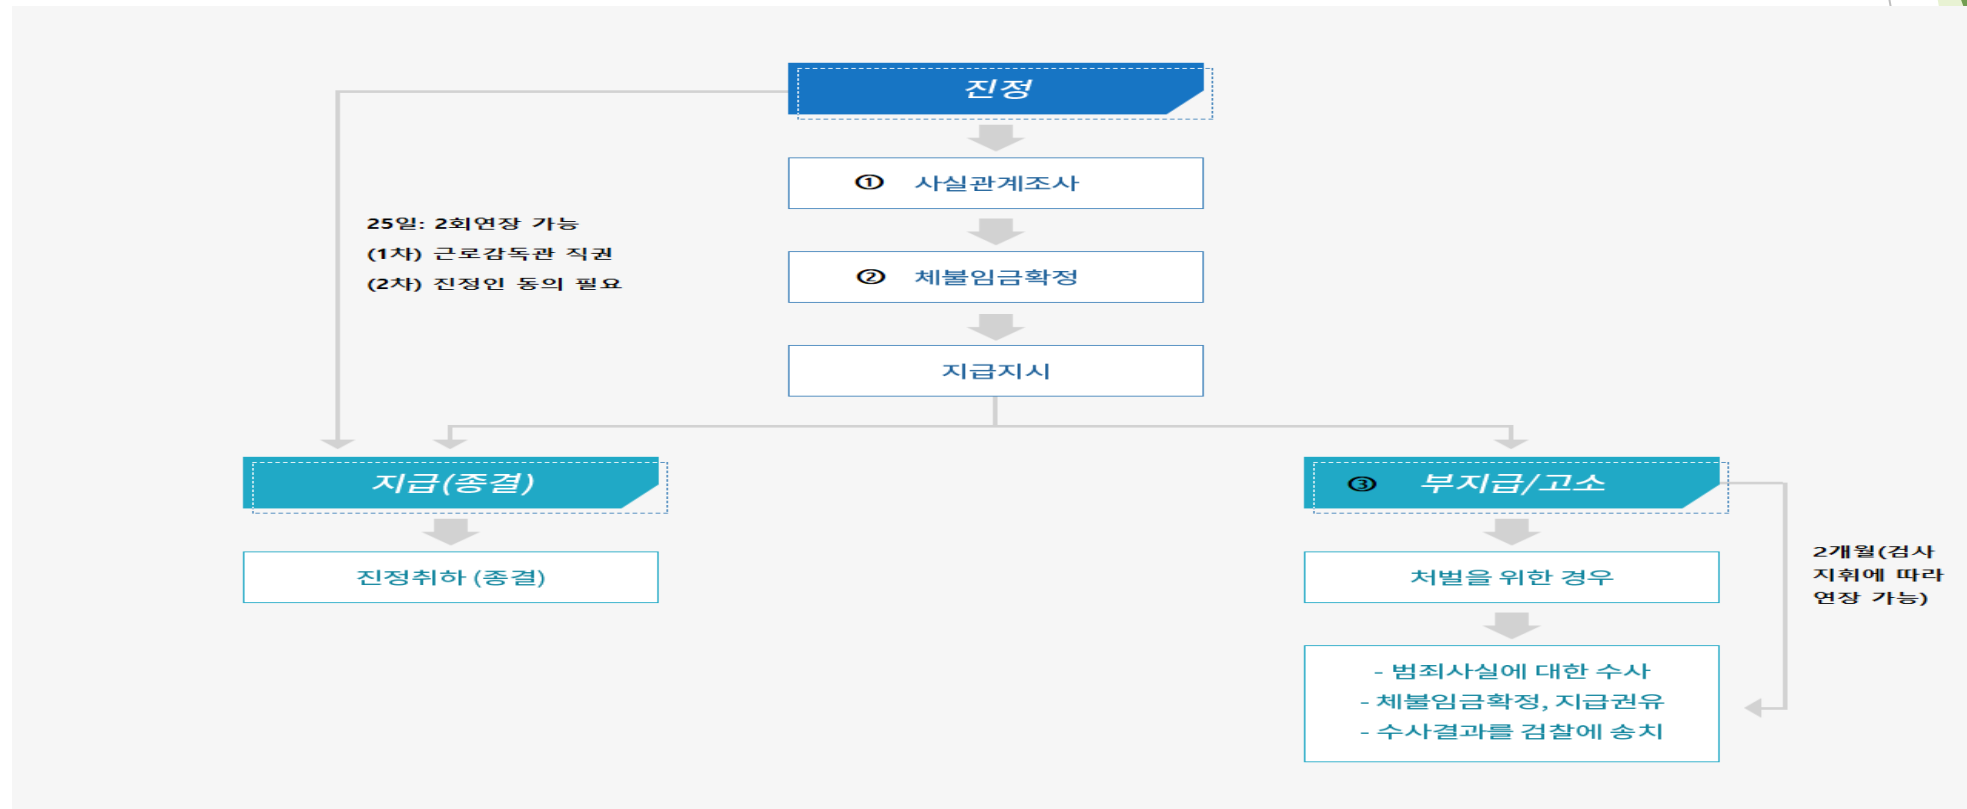 진정
① 사실관계조사
25일: 2회연장 가능
(1차) 근로감독관 직권
(2차) 진정인 동의 필요
② 체불임금확정
지급지시
지급(종결)
③ 부지급/고소
진정취하 (종결)
처벌을 위한 경우
2개월(검사
지휘에 따라
연장 가능)
- 범죄사실에 대한 수사
- 체불임금확정, 지급권유
- 수사결과를 검찰에 송치